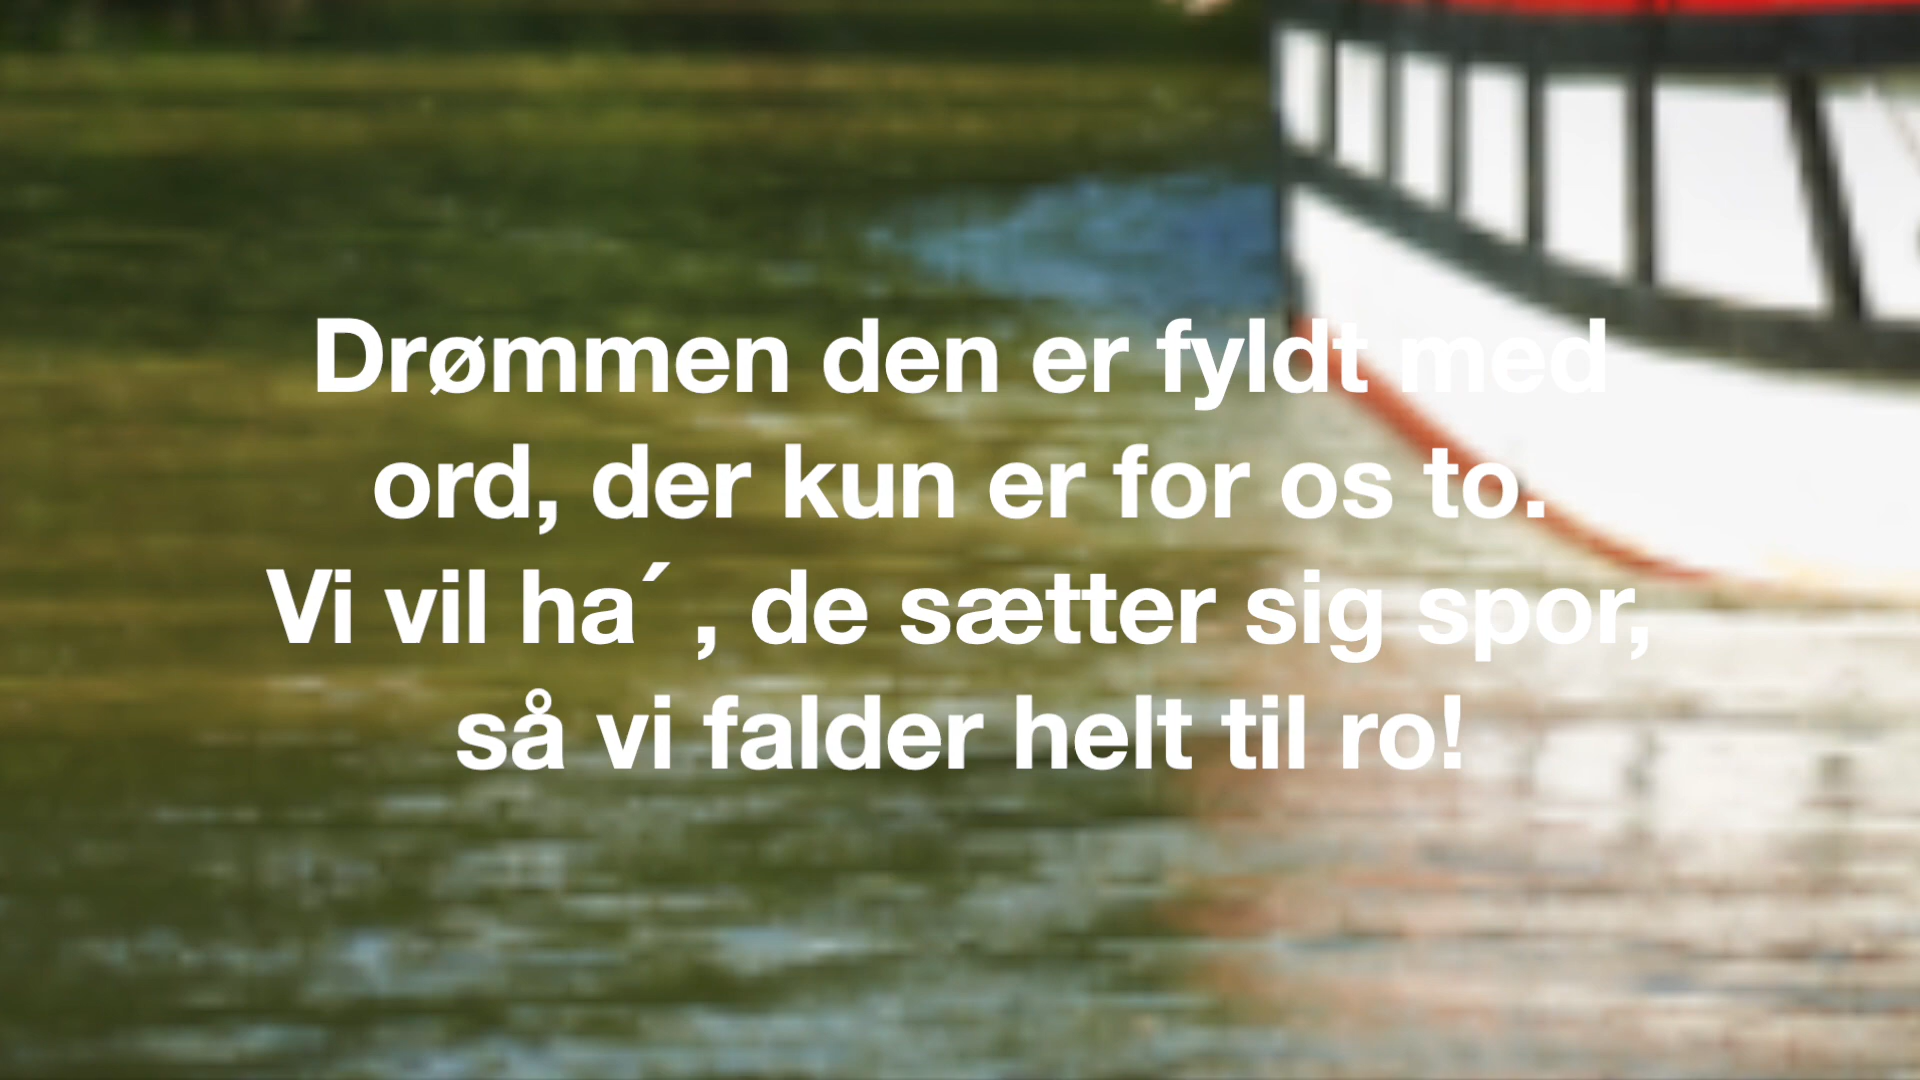 Drømmen den er fyldt med
ord, der kun er for os to.
Vi vil ha´ , de sætter sig spor,
så vi falder helt til ro!